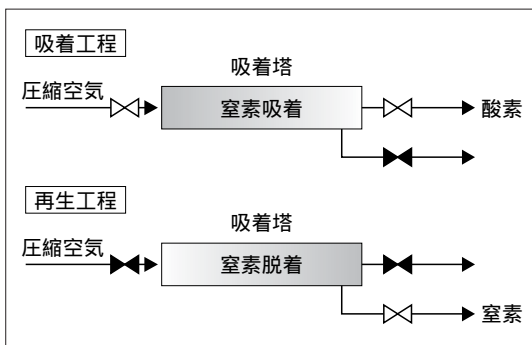 吸着工程
吸着塔
圧縮空気
窒素吸着
酸素
再生工程
吸着塔
圧縮空気
窒素脱着
窒素